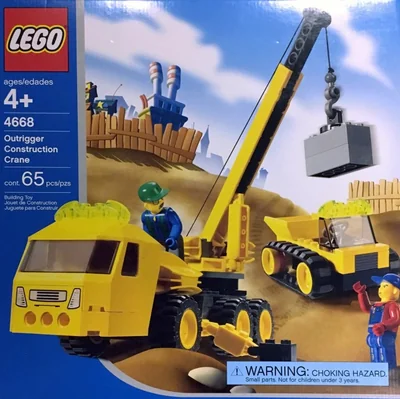 LEGO
ages/edades
4+
4668
Outrigger
Construction
Crane
cont. 65 pcs/pzs
Building Toy
Jouet de Construction
Juguete para Construir
WARNING: CHOKING HAZARD.
Small parts. Not for children under 3 years.